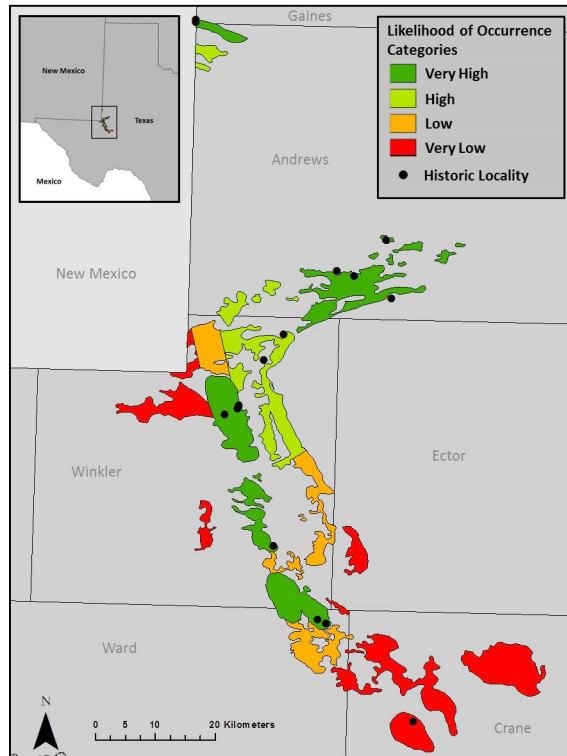 Gaines
New Mexico
Texas
Mexico
Likelihood of Occurrence
Categories
Very High
High
Low
Very Low
Historic Locality
Andrews
New Mexico
Ector
Winkler
Ward
Crane
N
0 5 10 20 Kilometers